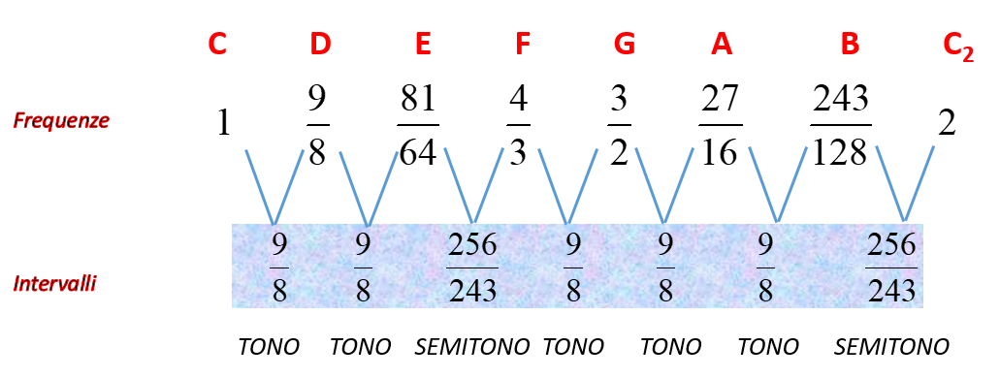 C D E F G A B C₂
Frequenze 1 9/8 81/64 4/3 3/2 27/16 243/128 2
Intervalli 9/8 9/8 256/243 9/8 9/8 9/8 256/243
TONO TONO SEMITONO TONO TONO TONO SEMITONO